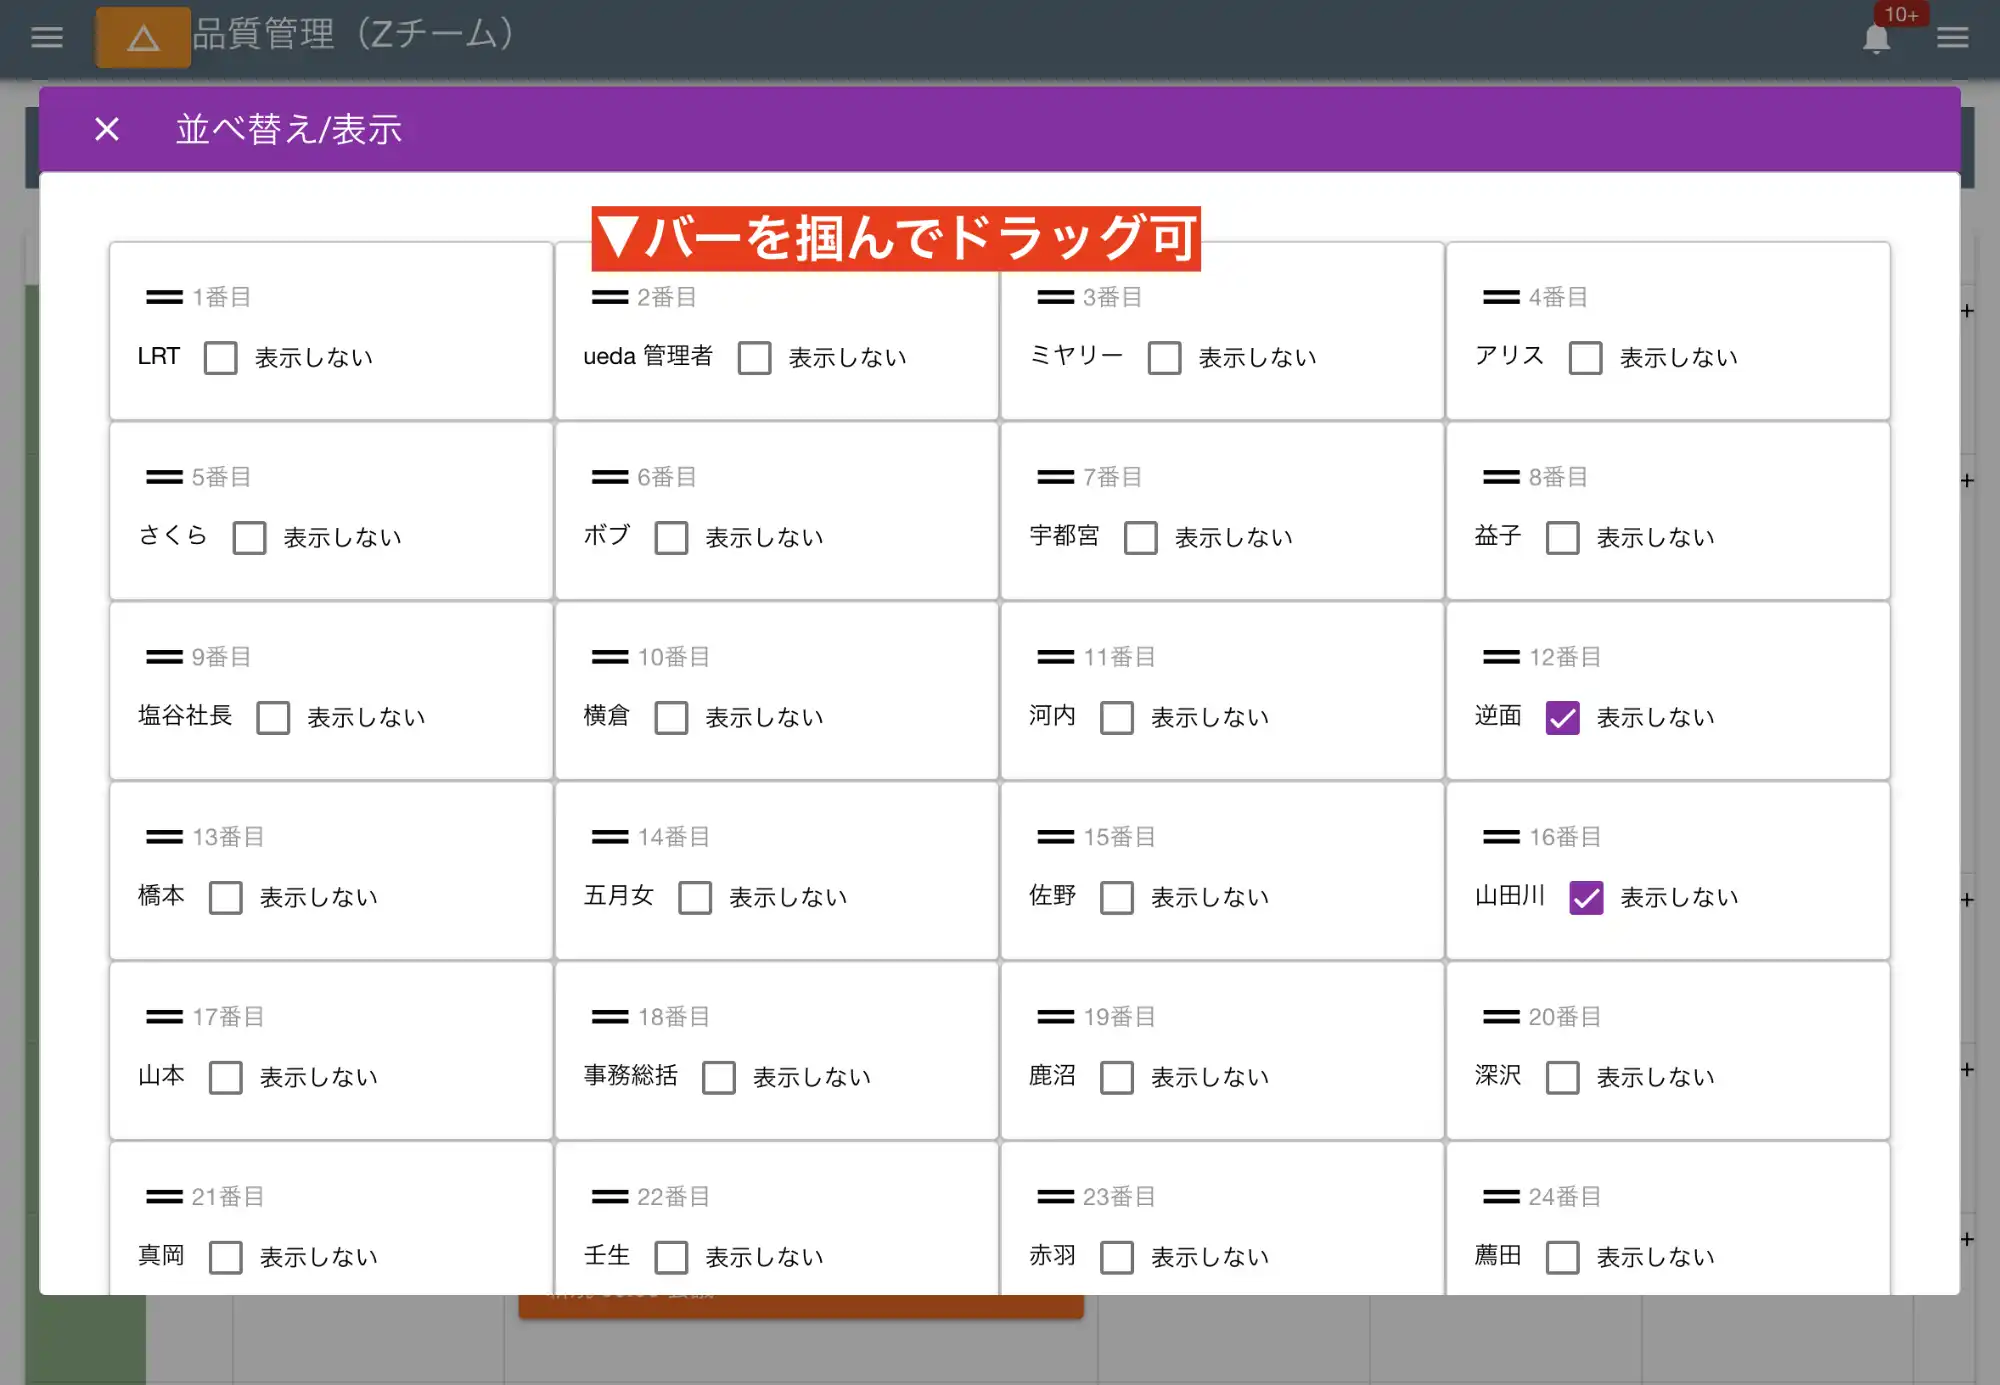 品質管理（Zチーム）
10+
並べ替え/表示
▼バーを掴んでドラッグ可
1番目
LRT 表示しない
2番目
ueda 管理者 表示しない
3番目
ミヤリー 表示しない
4番目
アリス 表示しない
5番目
さくら 表示しない
6番目
ボブ 表示しない
7番目
宇都宮 表示しない
8番目
益子 表示しない
9番目
塩谷社長 表示しない
10番目
横倉 表示しない
11番目
河内 表示しない
12番目
逆面 表示しない
13番目
橋本 表示しない
14番目
五月女 表示しない
15番目
佐野 表示しない
16番目
山田川 表示しない
17番目
山本 表示しない
18番目
事務総括 表示しない
19番目
鹿沼 表示しない
20番目
深沢 表示しない
21番目
真岡 表示しない
22番目
壬生 表示しない
23番目
赤羽 表示しない
24番目
薦田 表示しない